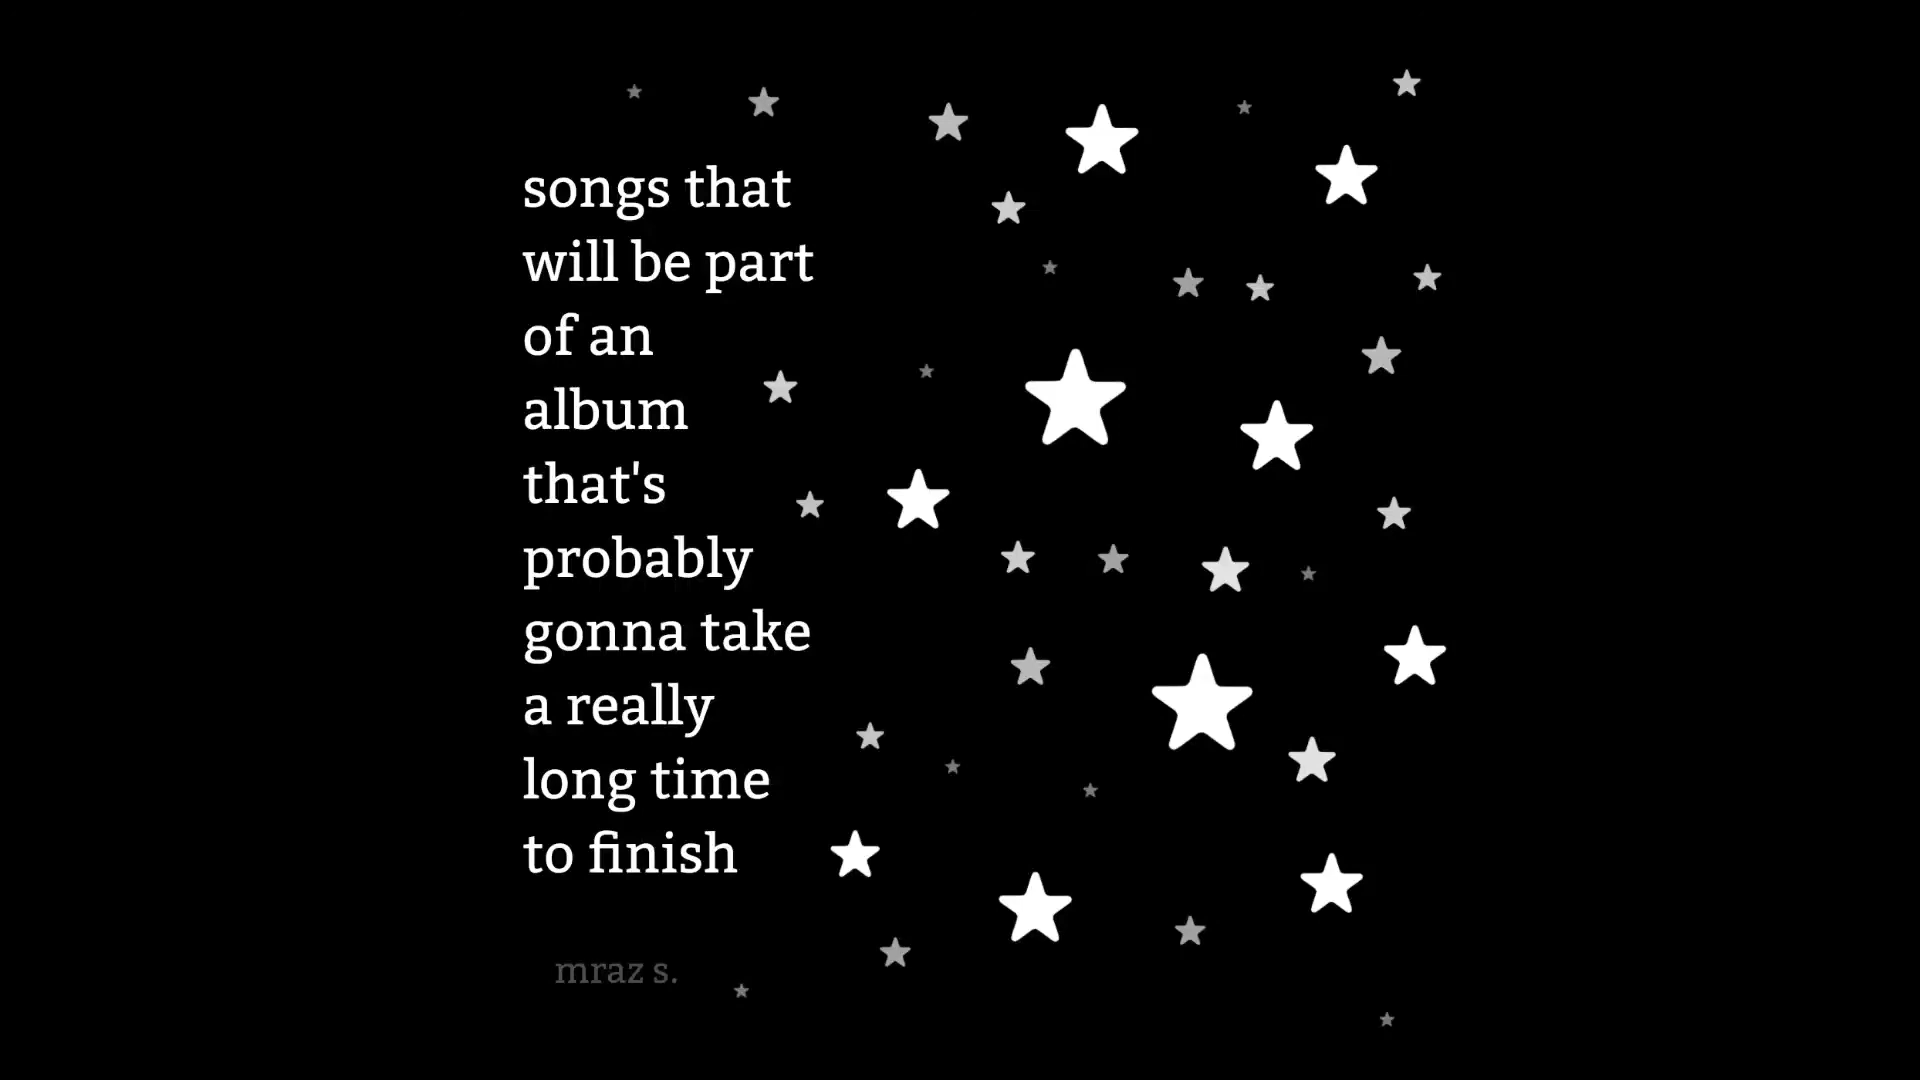 songs that
will be part
of an
album
that's
probably
gonna take
a really
long time
to finish
mraz s.